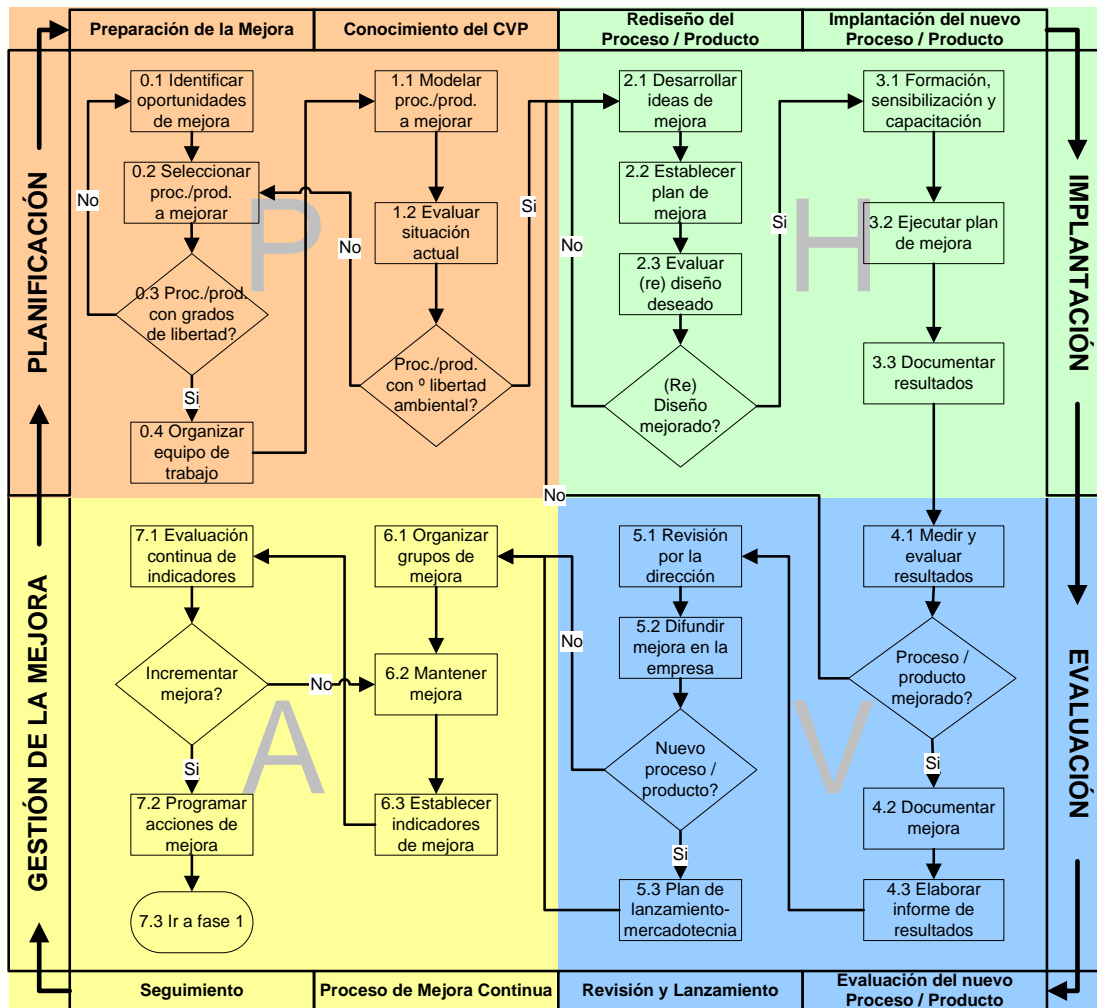 Preparación de la Mejora
Conocimiento del CVP
Rediseño del
Proceso / Producto
Implantación del nuevo
Proceso / Producto
PLANIFICACIÓN
P
0.1 Identificar
oportunidades
de mejora
0.2 Seleccionar
proc./prod.
a mejorar
No
0.3 Proc./prod.
con grados
de libertad?
Si
0.4 Organizar
equipo de
trabajo
1.1 Modelar
proc./prod.
a mejorar
1.2 Evaluar
situación
actual
No
Si
Proc./prod.
con º libertad
ambiental?
H
2.1 Desarrollar
ideas de
mejora
2.2 Establecer
plan de
mejora
No
2.3 Evaluar
(re) diseño
deseado
(Re)
Diseño
mejorado?
Si
3.1 Formación,
sensibilización y
capacitación
3.2 Ejecutar plan
de mejora
3.3 Documentar
resultados
IMPLANTACIÓN
No
4.1 Medir y
evaluar
resultados
Proceso /
producto
mejorado?
Si
4.2 Documentar
mejora
4.3 Elaborar
informe de
resultados
V
EVALUACIÓN
5.1 Revisión
por la
dirección
5.2 Difundir
mejora en la
empresa
No
Nuevo
proceso /
producto?
Si
5.3 Plan de
lanzamiento-
mercadotecnia
6.1 Organizar
grupos de
mejora
6.2 Mantener
mejora
6.3 Establecer
indicadores
de mejora
A
7.1 Evaluación
continua de
indicadores
Incrementar
mejora?
No
Si
7.2 Programar
acciones de
mejora
7.3 Ir a fase 1
GESTIÓN DE LA MEJORA
Seguimiento
Proceso de Mejora Continua
Revisión y Lanzamiento
Evaluación del nuevo
Proceso / Producto